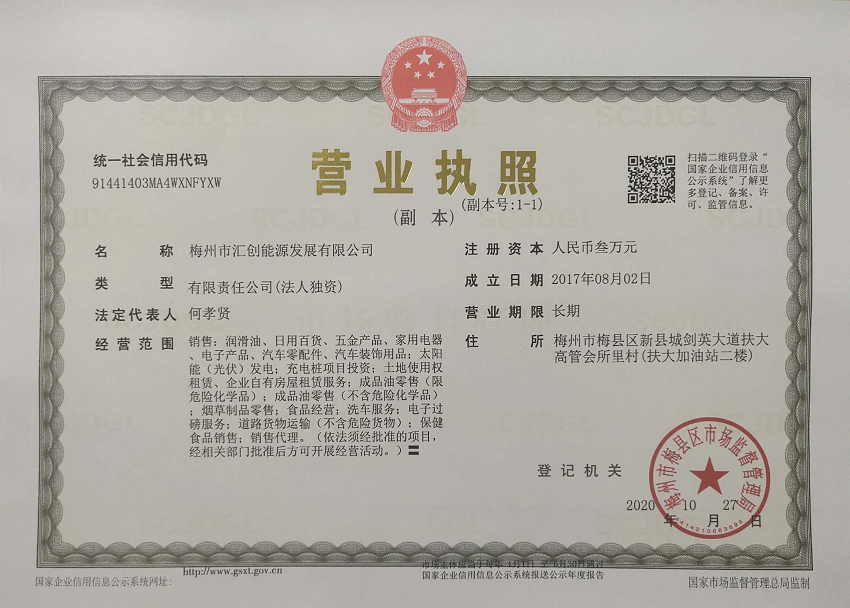 统一社会信用代码
91441403MA4WXNFYXW
营业执照
(副 本)
(副本号:1-1)
扫描二维码登录“
国家企业信用信息
公示系统”了解更
多登记、备案、许
可、监管信息。
名 称 梅州市汇创能源发展有限公司
类 型 有限责任公司(法人独资)
法定代表人 何孝贤
经营范围 销售：润滑油、日用百货、五金产品、家用电器
、电子产品、汽车零配件、汽车装饰用品；太阳
能（光伏）发电；充电桩项目投资；土地使用权
租赁、企业自有房屋租赁服务；成品油零售（限
危险化学品）；成品油零售（不含危险化学品）
；烟草制品零售；食品经营；洗车服务；电子过
磅服务；道路货物运输（不含危险货物）；保健
食品销售；销售代理。（依法须经批准的项目，
经相关部门批准后方可开展经营活动。）
注册资本 人民币叁万元
成立日期 2017年08月02日
营业期限 长期
住 所 梅州市梅县区新县城剑英大道扶大
高管会所里村(扶大加油站二楼)
登记机关
梅州市梅县区市场监督管理局
2020 10 27
年 月 日
国家企业信用信息公示系统网址：
http://www.gsxt.gov.cn
市场主体应当于每年 1月1日 至 6月30日通过
国家企业信用信息公示系统报送公示年度报告
国家市场监督管理总局监制
SCJDGL